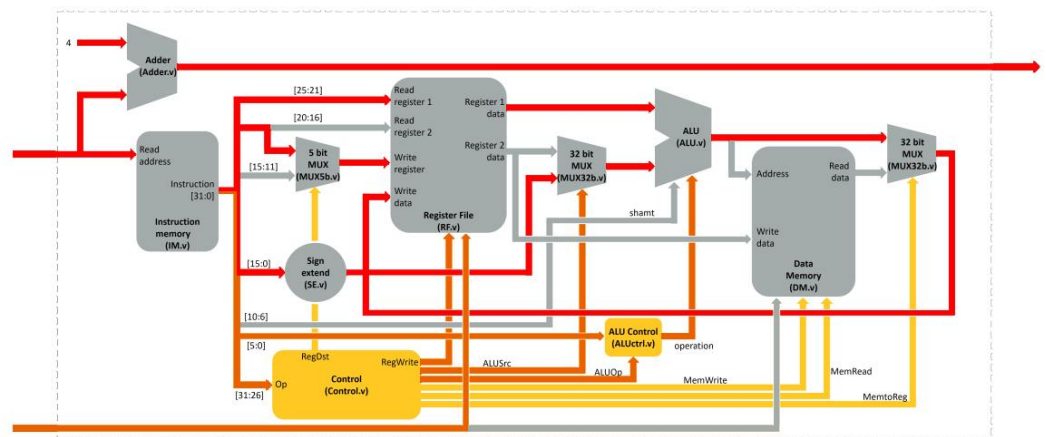 4
Adder
(Adder.v)
[25:21]
[20:16]
[15:11]
Read
address
Instruction
[31:0]
Instruction
memory
(IM.v)
5 bit
MUX
(MUX5b.v)
Read
register 1
Read
register 2
Write
register
Write
data
Register 1
data
Register 2
data
Register File
(RF.v)
32 bit
MUX
(MUX32b.v)
ALU
(ALU.v)
shamt
Address
Read
data
Write
data
Data
Memory
(DM.v)
32 bit
MUX
(MUX32b.v)
[15:0]
Sign
extend
(SE.v)
[10:6]
[5:0]
ALU Control
(ALUctrl.v)
operation
RegDst
RegWrite
ALUSrc
ALUOp
Op
Control
(Control.v)
[31:26]
MemWrite
MemRead
MemtoReg